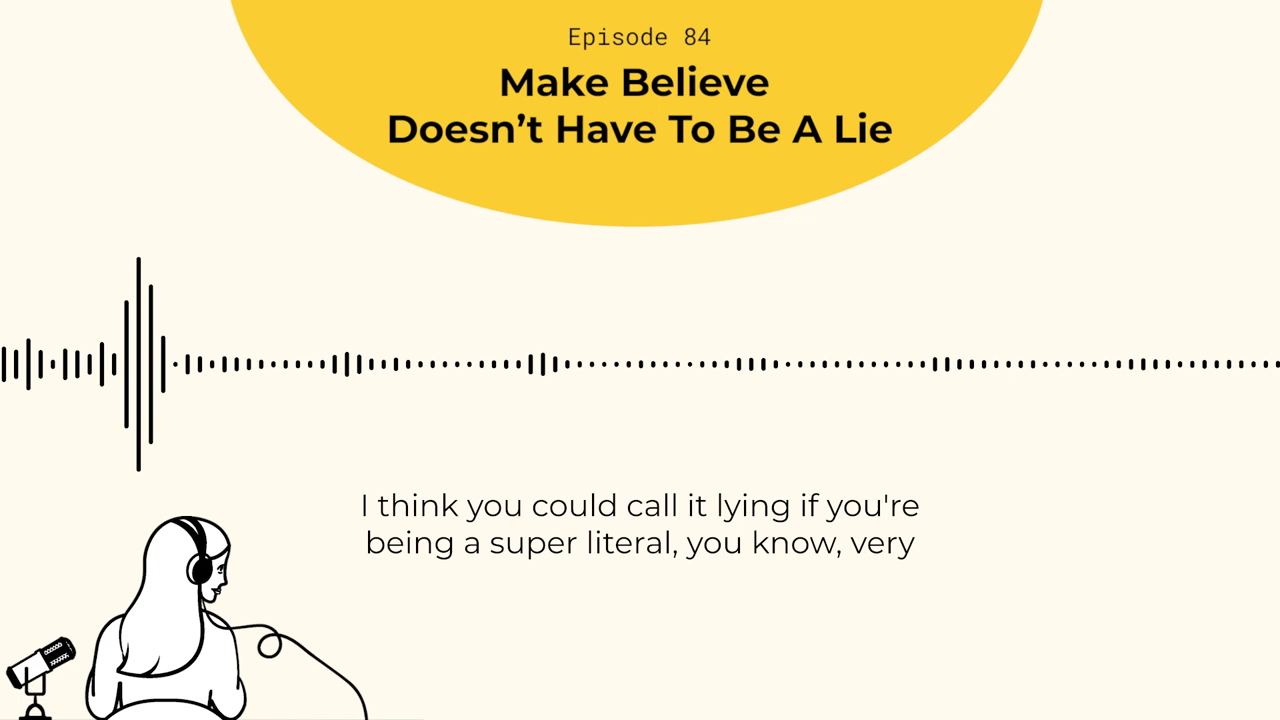 Episode 84
Make Believe
Doesn’t Have To Be A Lie
I think you could call it lying if you're
being a super literal, you know, very